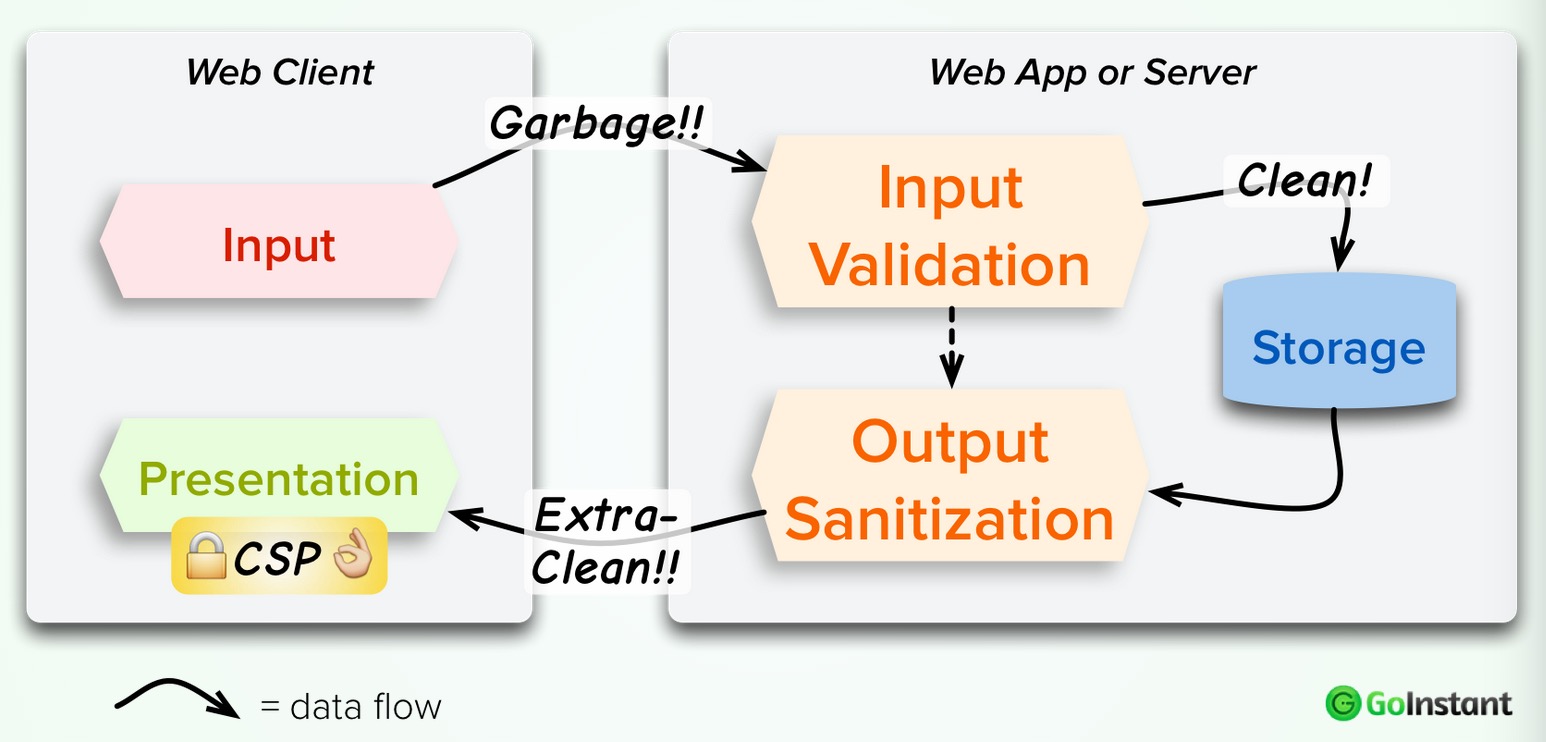 Web Client
Web App or Server
Garbage!!
Input
Input
Validation
Clean!
Storage
Output
Sanitization
Extra-
Clean!!
Presentation
CSP
= data flow
GoInstant